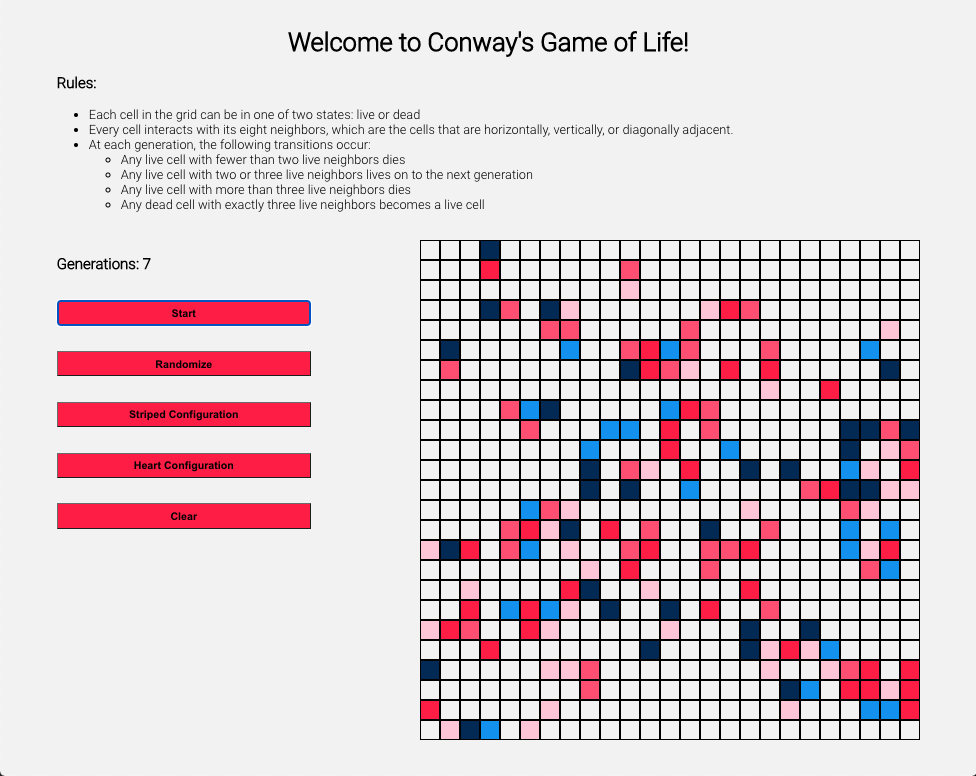 Welcome to Conway's Game of Life!
Rules:
Each cell in the grid can be in one of two states: live or dead
Every cell interacts with its eight neighbors, which are the cells that are horizontally, vertically, or diagonally adjacent.
At each generation, the following transitions occur:
Any live cell with fewer than two live neighbors dies
Any live cell with two or three live neighbors lives on to the next generation
Any live cell with more than three live neighbors dies
Any dead cell with exactly three live neighbors becomes a live cell
Generations: 7
Start
Randomize
Striped Configuration
Heart Configuration
Clear